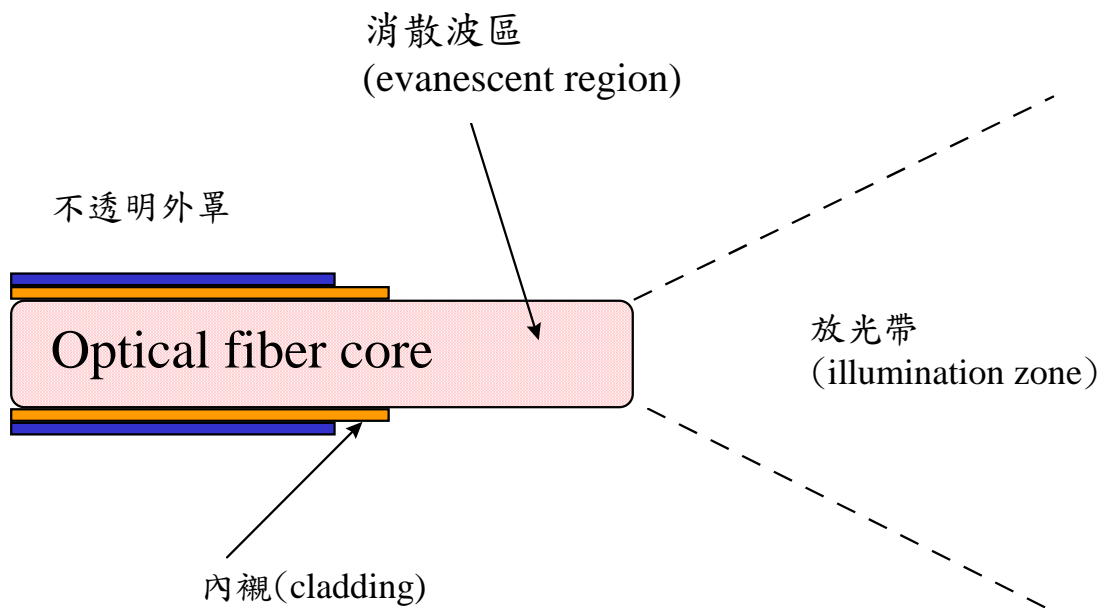 消散波區
(evanescent region)
不透明外罩
Optical fiber core
放光帶
（illumination zone）
內襯(cladding)